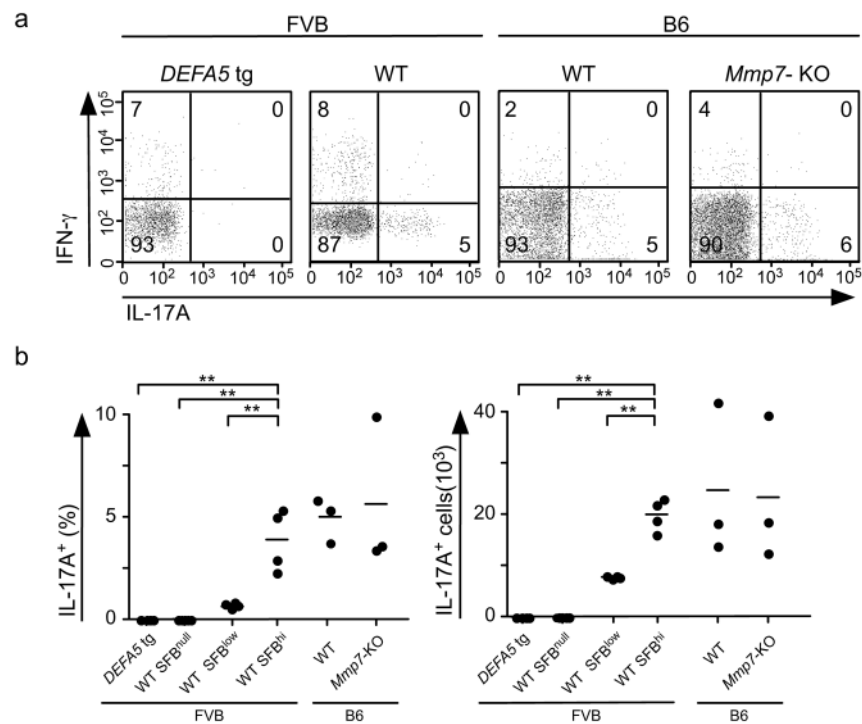 a
FVB
B6
DEFA5 tg
WT
WT
Mmp7- KO
IFN-γ
10⁵
10⁴
10³
10²
0
7
0
93
0
8
0
87
5
2
0
93
5
4
0
90
6
0 10² 10³ 10⁴ 10⁵
0 10² 10³ 10⁴ 10⁵
0 10² 10³ 10⁴ 10⁵
0 10² 10³ 10⁴ 10⁵
IL-17A
b
IL-17A⁺ (%)
10
5
0
**
**
**
DEFA5 tg
WT SFBnull
WT SFBlow
WT SFBhi
WT
Mmp7-KO
FVB
B6
IL-17A⁺ cells(10³)
40
20
0
**
**
**
DEFA5 tg
WT SFBnull
WT SFBlow
WT SFBhi
WT
Mmp7-KO
FVB
B6